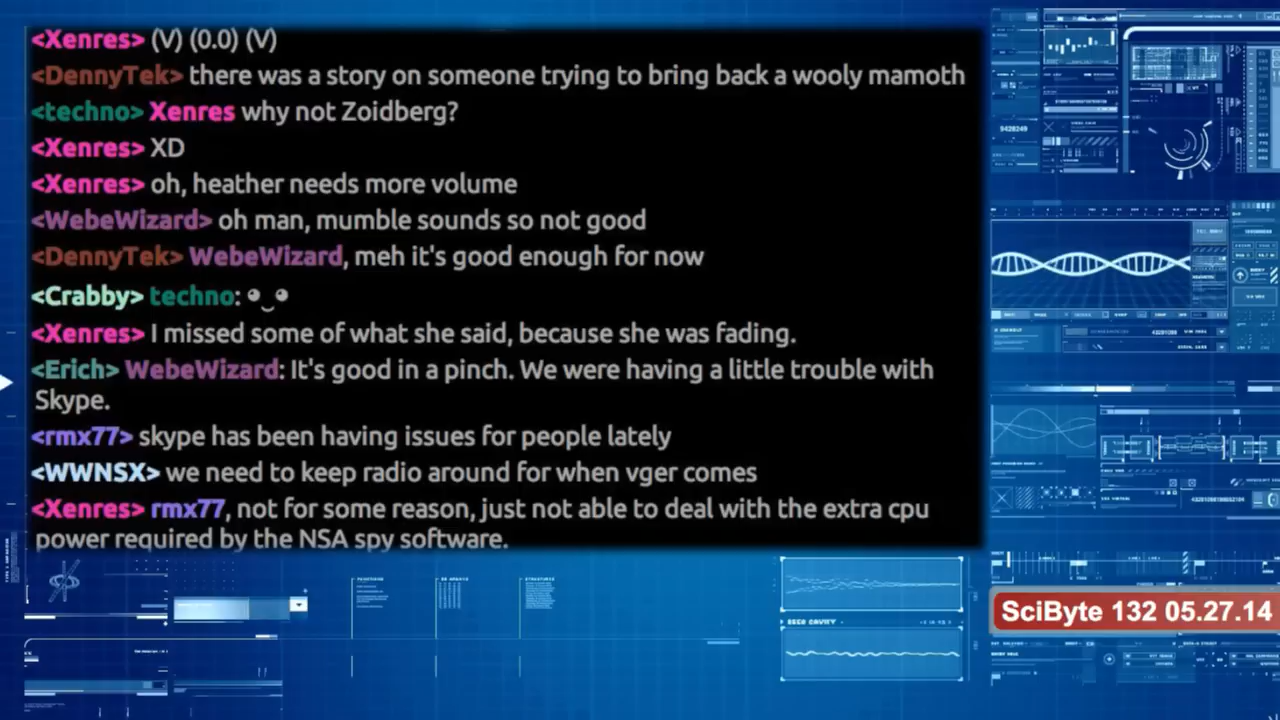 <Xenres> (V) (0.0) (V)
<DennyTek> there was a story on someone trying to bring back a wooly mamoth
<techno> Xenres why not Zoidberg?
<Xenres> XD
<Xenres> oh, heather needs more volume
<WebeWizard> oh man, mumble sounds so not good
<DennyTek> WebeWizard, meh it's good enough for now
<Crabby> techno:
<Xenres> I missed some of what she said, because she was fading.
<Erich> WebeWizard: It's good in a pinch. We were having a little trouble with
Skype.
<rmx77> skype has been having issues for people lately
<WWNSX> we need to keep radio around for when vger comes
<Xenres> rmx77, not for some reason, just not able to deal with the extra cpu
power required by the NSA spy software.
9428249
SciByte 132 05.27.14